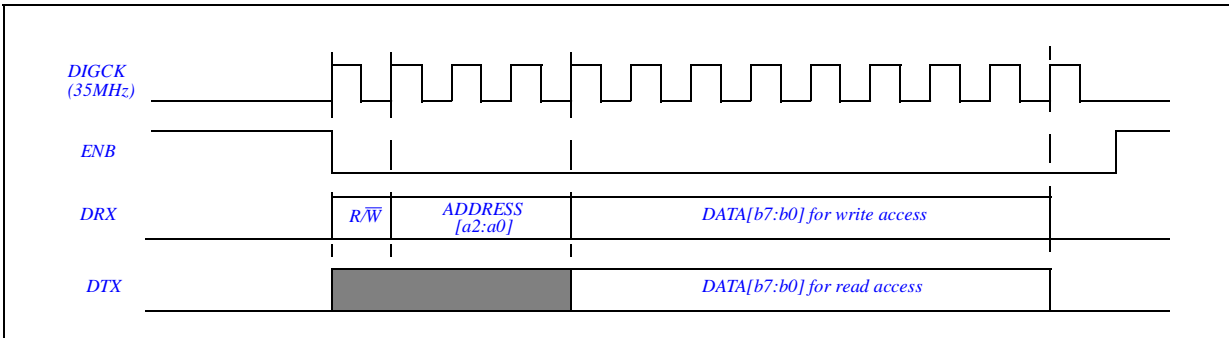 DIGCK
(35MHz)
ENB
DRX
R/W̅
ADDRESS
[a2:a0]
DATA[b7:b0] for write access
DTX
DATA[b7:b0] for read access